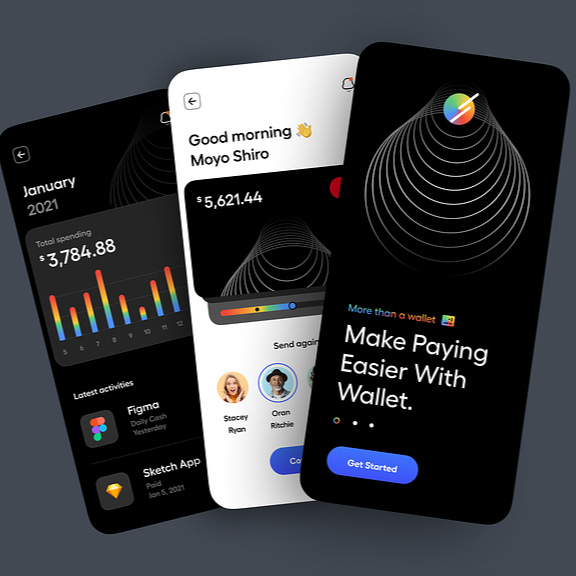 January
2021
Total spending
$ 3,784.88
5 6 7 8 9 10 11 12
Latest activities
Figma
Daily Cash
Yesterday
Sketch App
Paid
Jan 5, 2021
Good morning 👋
Moyo Shiro
$ 5,621.44
Send again
Stacey
Ryan
Oran
Ritchie
Co
More than a wallet
Make Paying
Easier With
Wallet.
Get Started